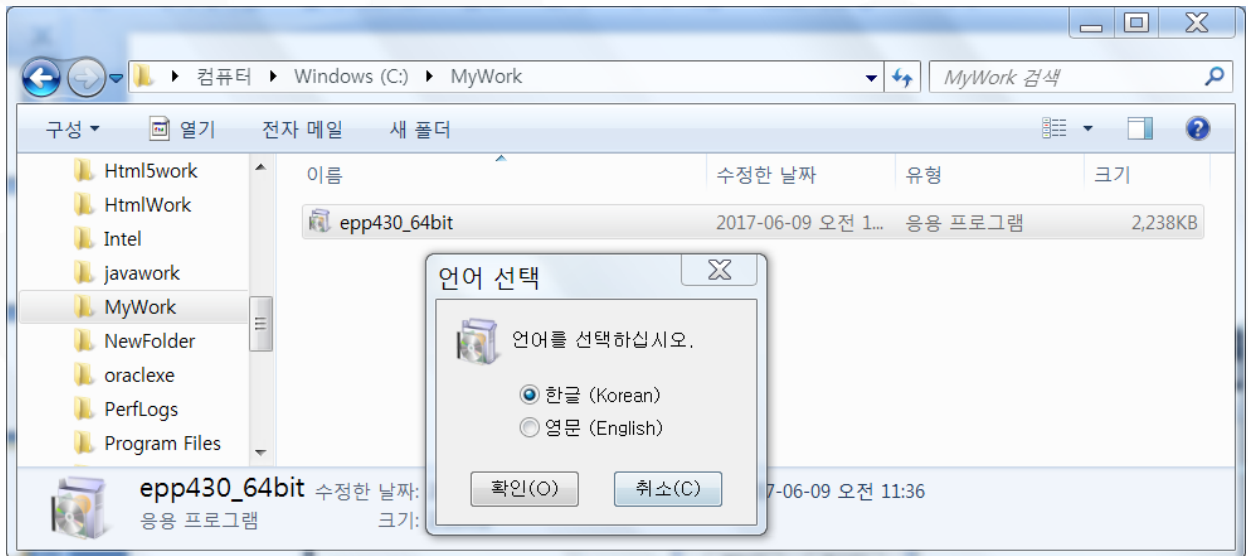 컴퓨터 ▸ Windows (C:) ▸ MyWork
MyWork 검색
구성 열기 전자 메일 새 폴더
이름 수정한 날짜 유형 크기
epp430_64bit 2017-06-09 오전 1... 응용 프로그램 2,238KB
Html5work
HtmlWork
Intel
javawork
MyWork
NewFolder
oraclexe
PerfLogs
Program Files
언어 선택
언어를 선택하십시오.
한글 (Korean)
영문 (English)
확인(O) 취소(C)
epp430_64bit 수정한 날짜: 7-06-09 오전 11:36
응용 프로그램 크기: